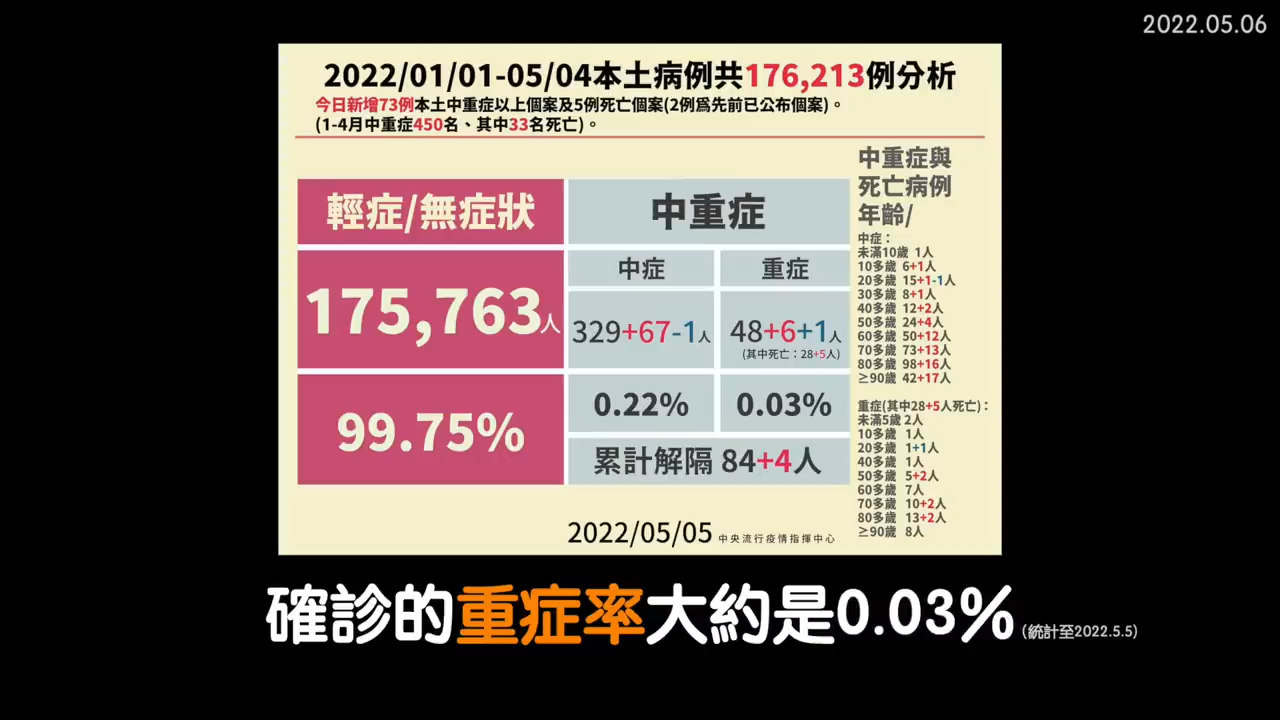 2022.05.06
2022/01/01-05/04本土病例共176,213例分析
今日新增73例本土中重症以上個案及5例死亡個案(2例爲先前已公布個案)。
(1-4月中重症450名、其中33名死亡)。
輕症/無症狀
175,763人
99.75%
中重症
中症
重症
329+67-1人
48+6+1人
(其中死亡：28+5人)
0.22%
0.03%
累計解隔 84+4人
中重症與
死亡病例
年齡/
中症：
未滿10歲 1人
10多歲 6+1人
20多歲 15+1-1人
30多歲 8+1人
40多歲 12+2人
50多歲 24+4人
60多歲 50+12人
70多歲 73+13人
80多歲 98+16人
≥90歲 42+17人
重症(其中28+5人死亡)：
未滿5歲 2人
10多歲 1人
20多歲 1+1人
40多歲 1人
50多歲 5+2人
60多歲 7人
70多歲 10+2人
80多歲 13+2人
≥90歲 8人
2022/05/05 中央流行疫情指揮中心
確診的重症率大約是0.03% (統計至2022.5.5)